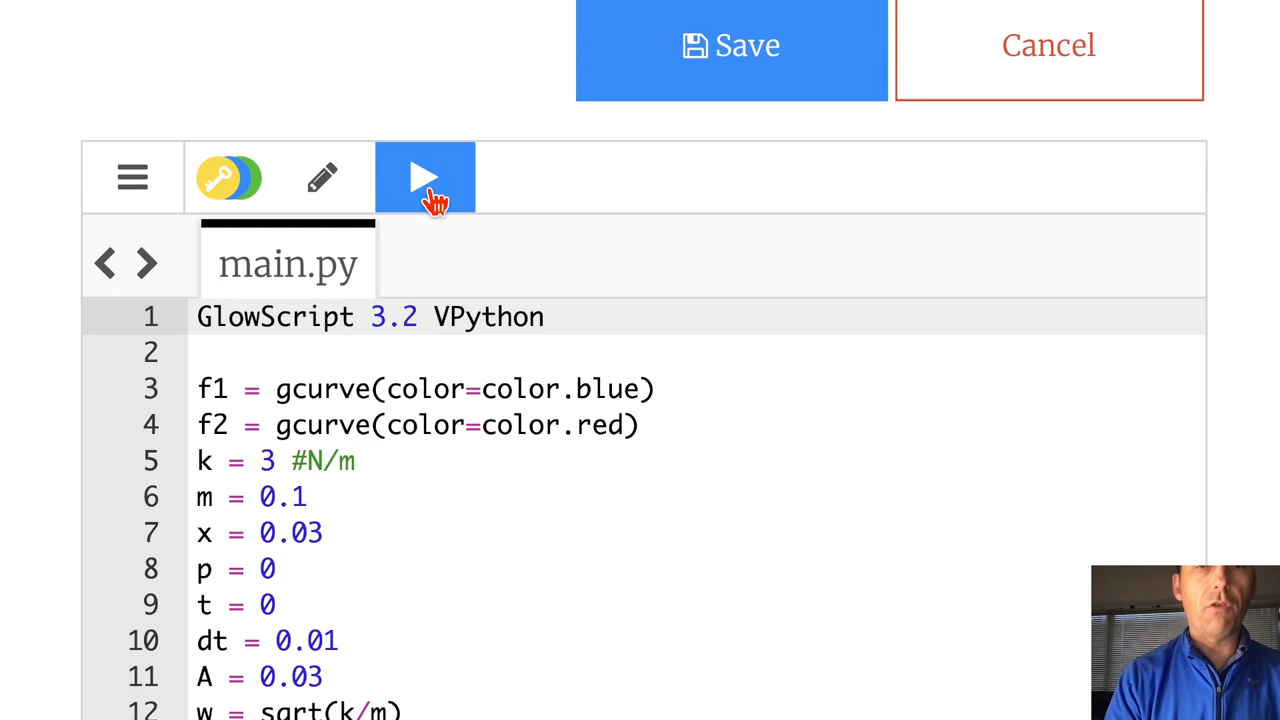 Save
Cancel
main.py
1 GlowScript 3.2 VPython
2
3 f1 = gcurve(color=color.blue)
4 f2 = gcurve(color=color.red)
5 k = 3 #N/m
6 m = 0.1
7 x = 0.03
8 p = 0
9 t = 0
10 dt = 0.01
11 A = 0.03
12 w = sqrt(k/m)